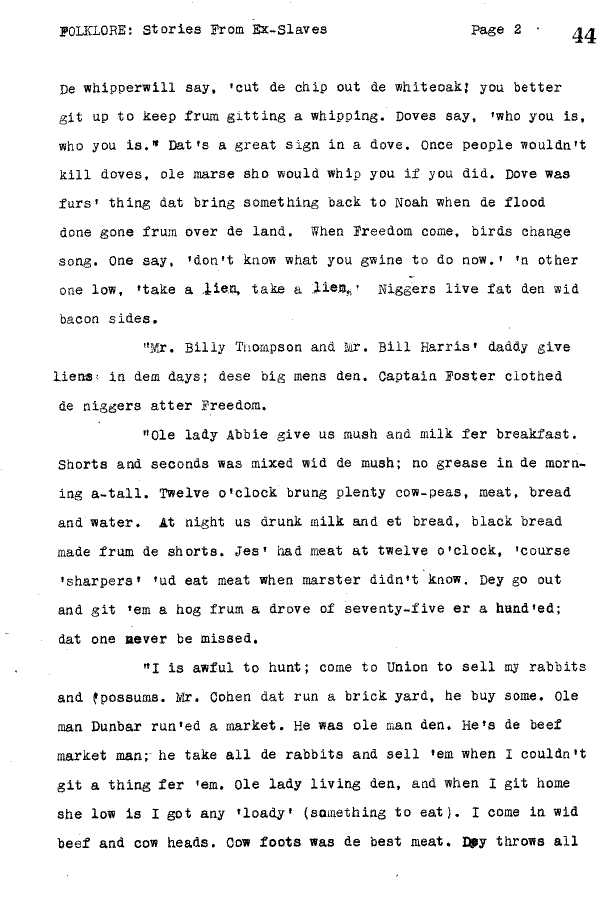 FOLKLORE: Stories From Ex-Slaves Page 2 44
De whipperwill say, 'cut de chip out de whiteoak; you better
git up to keep frum gitting a whipping. Doves say, 'who you is,
who you is." Dat's a great sign in a dove. Once people wouldn't
kill doves, ole marse sho would whip you if you did. Dove was
furs' thing dat bring something back to Noah when de flood
done gone frum over de land. When Freedom come, birds change
song. One say, 'don't know what you gwine to do now.' 'n other
one low, 'take a lien, take a lien,' Niggers live fat den wid
bacon sides.
"Mr. Billy Thompson and Mr. Bill Harris' daddy give
liens in dem days; dese big mens den. Captain Foster clothed
de niggers atter Freedom.
"Ole lady Abbie give us mush and milk fer breakfast.
Shorts and seconds was mixed wid de mush; no grease in de morn-
ing a-tall. Twelve o'clock brung plenty cow-peas, meat, bread
and water. At night us drunk milk and et bread, black bread
made frum de shorts. Jes' had meat at twelve o'clock, 'course
'sharpers' 'ud eat meat when marster didn't know. Dey go out
and git 'em a hog frum a drove of seventy-five er a hund'ed;
dat one never be missed.
"I is awful to hunt; come to Union to sell my rabbits
and 'possums. Mr. Cohen dat run a brick yard, he buy some. Ole
man Dunbar run'ed a market. He was ole man den. He's de beef
market man; he take all de rabbits and sell 'em when I couldn't
git a thing fer 'em. Ole lady living den, and when I git home
she low is I got any 'loady' (something to eat). I come in wid
beef and cow heads. Cow foots was de best meat. Dey throws all